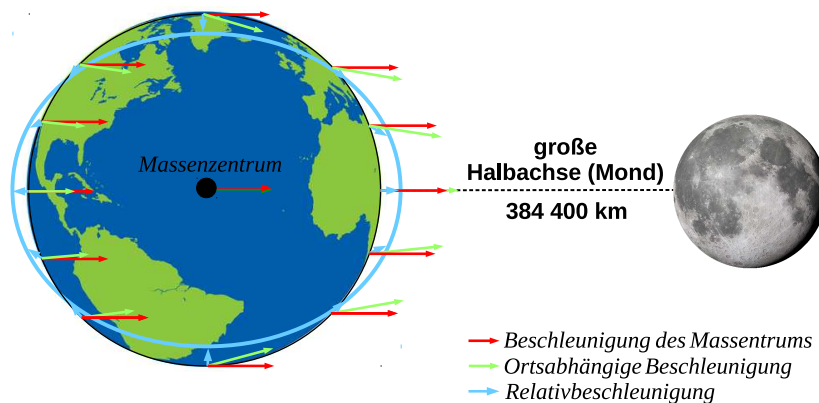 große
Halbachse (Mond)
384 400 km
Massenzentrum
Beschleunigung des Massentrums
Ortsabhängige Beschleunigung
Relativbeschleunigung